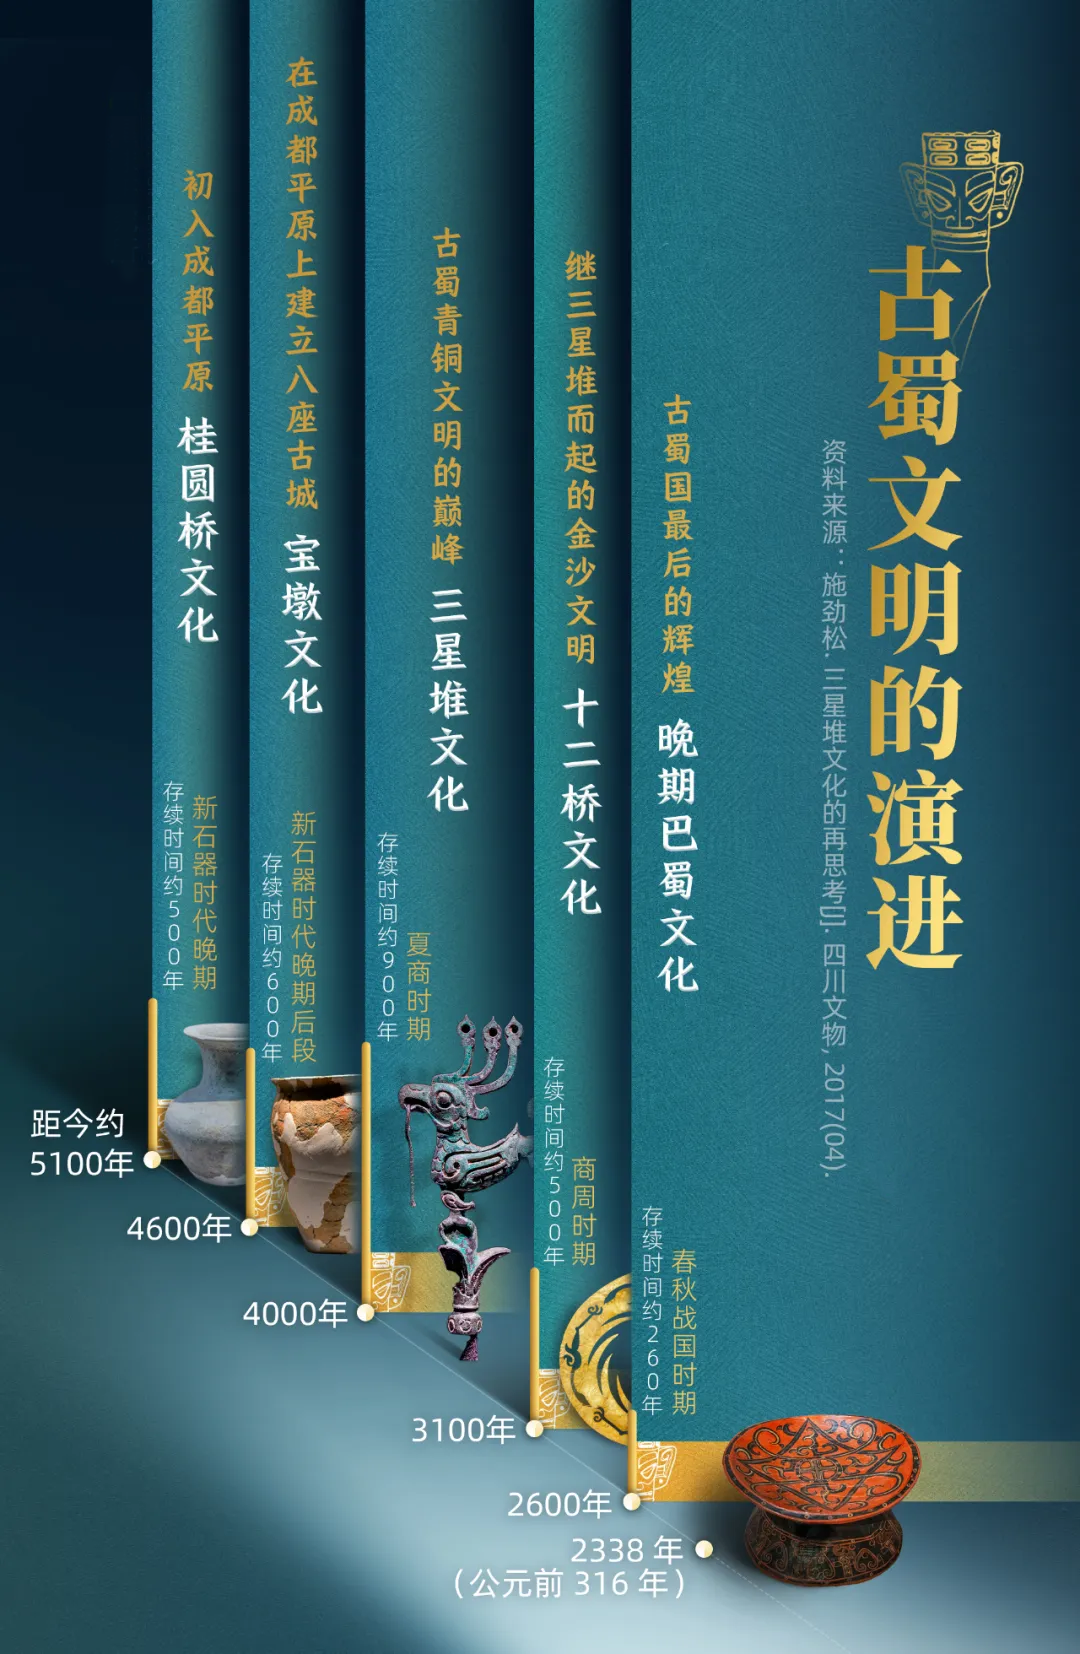 古蜀文明的演进
资料来源：施劲松. 三星堆文化的再思考[J]. 四川文物, 2017(04).
初入成都平原 桂圆桥文化
新石器时代晚期
存续时间约500年
距今约
5100年
在成都平原上建立八座古城 宝墩文化
新石器时代晚期后段
存续时间约600年
4600年
古蜀青铜文明的巅峰 三星堆文化
夏商时期
存续时间约900年
4000年
继三星堆而起的金沙文明 十二桥文化
商周时期
存续时间约500年
3100年
古蜀国最后的辉煌 晚期巴蜀文化
春秋战国时期
存续时间约260年
2600年
2338 年
（公元前 316 年）